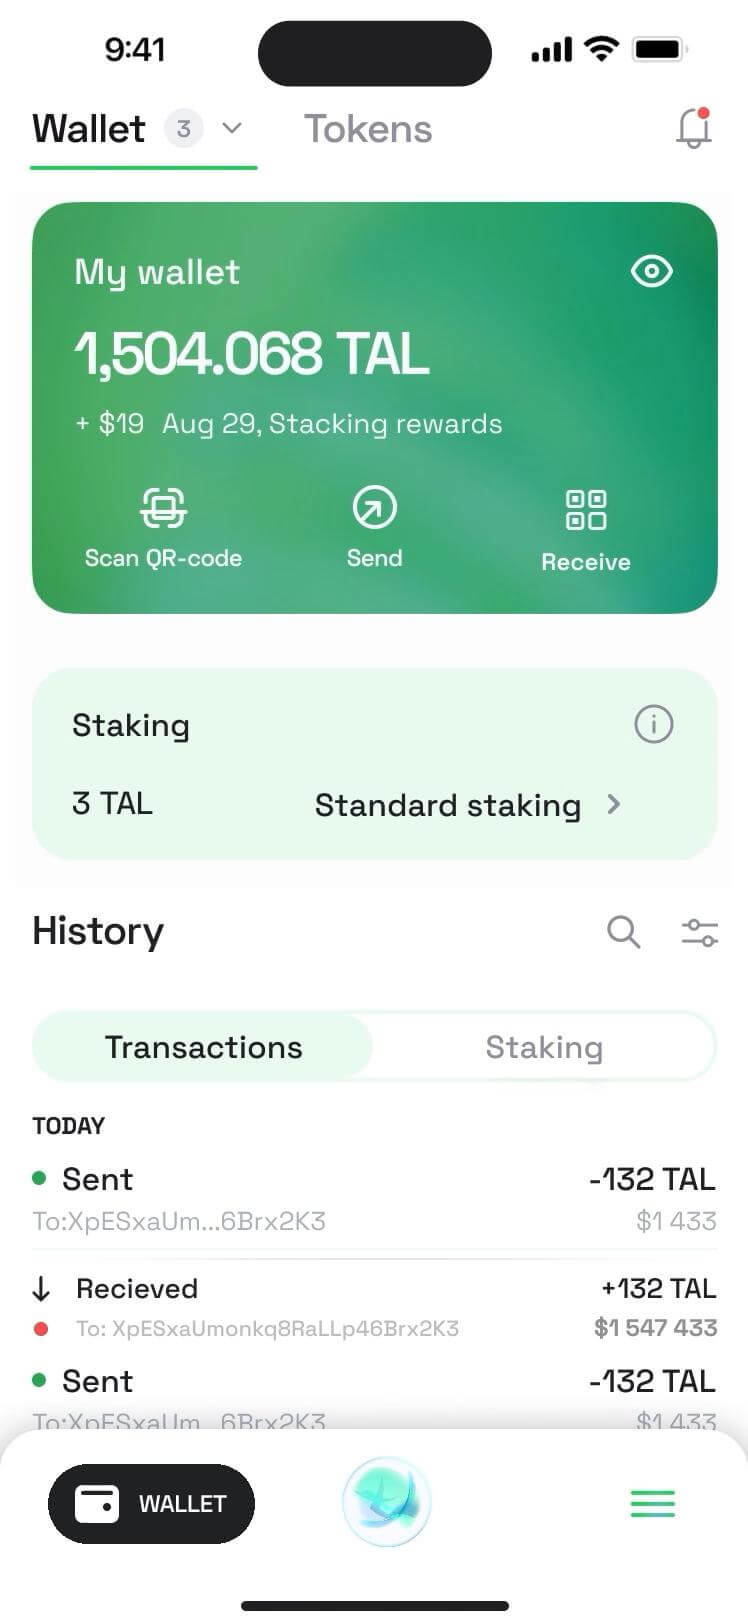 9:41
Wallet 3 Tokens
My wallet
1,504.068 TAL
+ $19 Aug 29, Stacking rewards
Scan QR-code Send Receive
Staking
3 TAL Standard staking
History
Transactions Staking
TODAY
Sent -132 TAL
To:XpESxaUm...6Brx2K3 $1 433
Recieved +132 TAL
To: XpESxaUmonkq8RaLLp46Brx2K3 $1 547 433
Sent -132 TAL
To:XpESxaUm...6Brx2K3 $1 433
WALLET